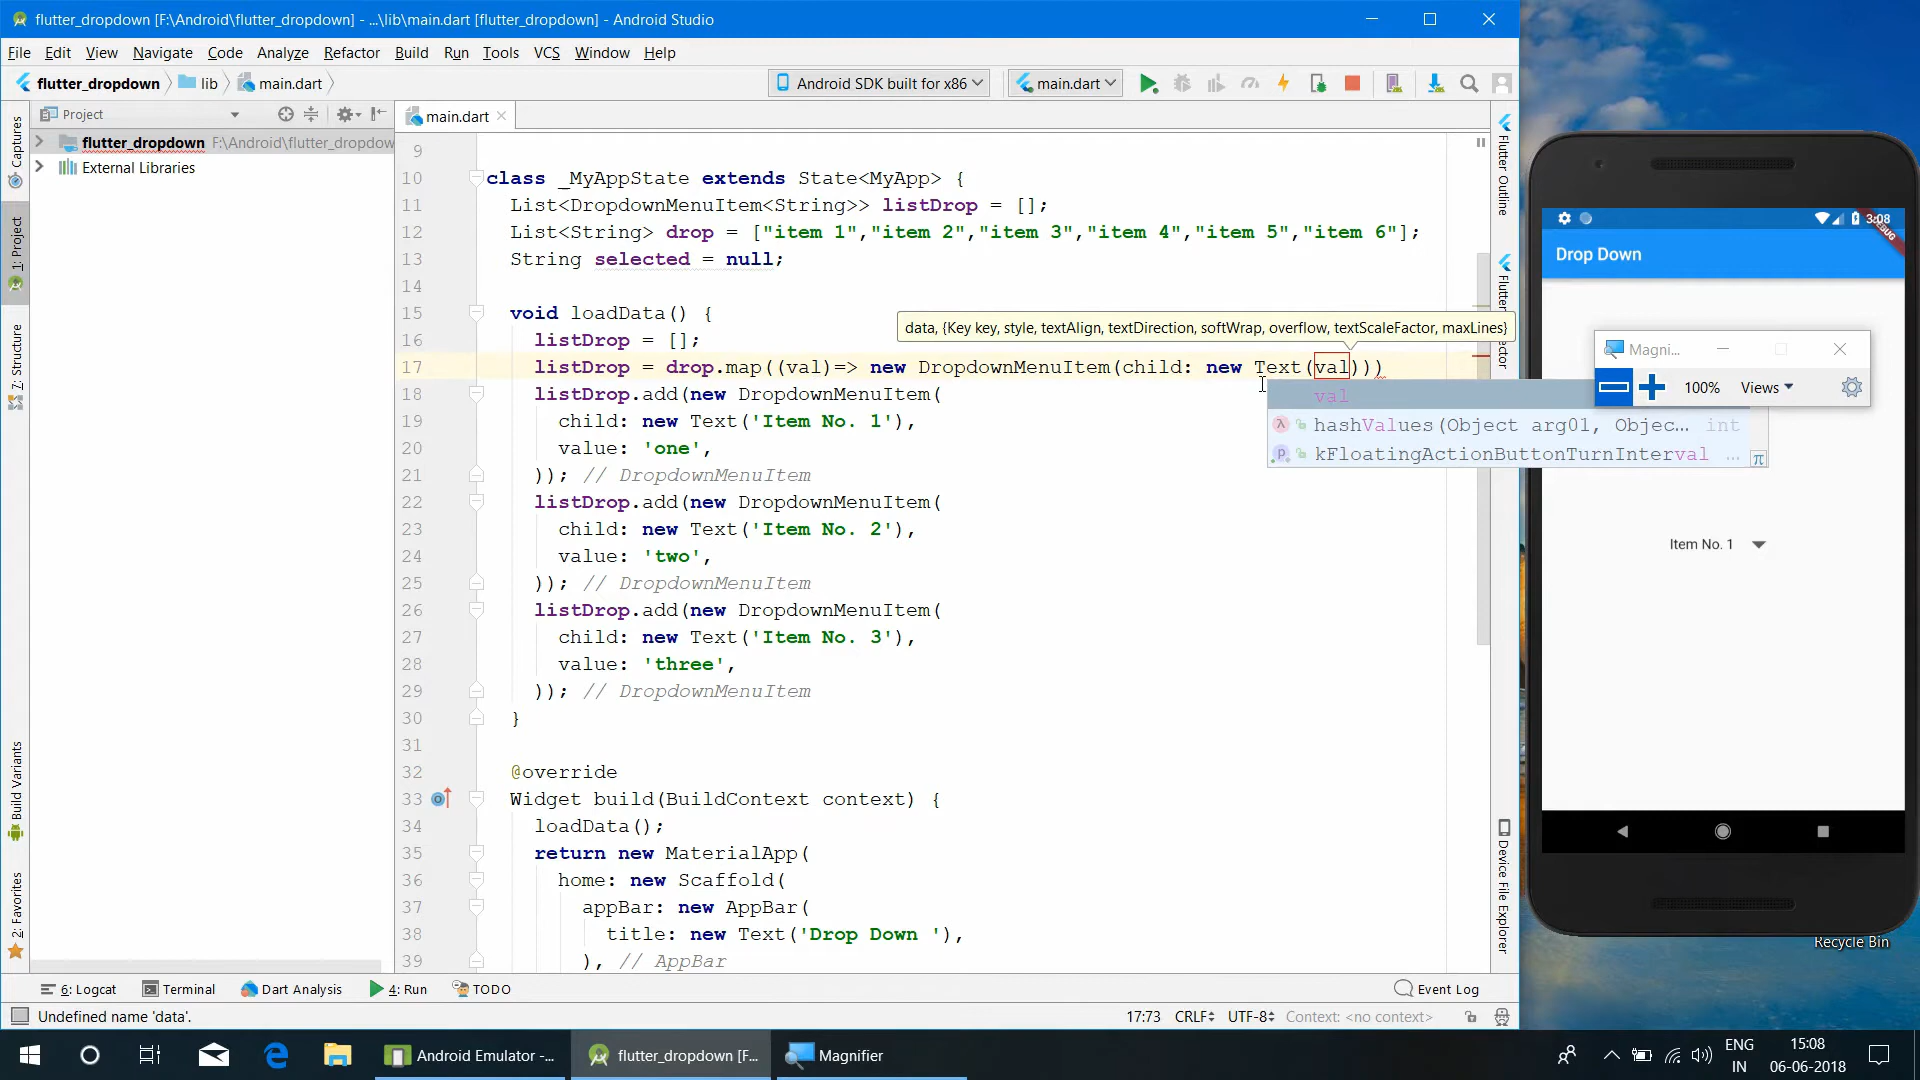 flutter_dropdown [F:\Android\flutter_dropdown] - ...\lib\main.dart [flutter_dropdown] - Android Studio
File Edit View Navigate Code Analyze Refactor Build Run Tools VCS Window Help
flutter_dropdown lib main.dart Android SDK built for x86 main.dart
Project
main.dart
flutter_dropdown F:\Android\flutter_dropdow
External Libraries
Captures
1: Project
7: Structure
Build Variants
2: Favorites
9
10 class _MyAppState extends State<MyApp> {
11 List<DropdownMenuItem<String>> listDrop = [];
12 List<String> drop = ["item 1","item 2","item 3","item 4","item 5","item 6"];
13 String selected = null;
14
15 void loadData() {
data, {Key key, style, textAlign, textDirection, softWrap, overflow, textScaleFactor, maxLines}
16 listDrop = [];
17 listDrop = drop.map((val)=> new DropdownMenuItem(child: new Text(val)))
val
hashValues(Object arg01, Objec... int
kFloatingActionButtonTurnInterval ...
π
18 listDrop.add(new DropdownMenuItem(
19 child: new Text('Item No. 1'),
20 value: 'one',
21 )); // DropdownMenuItem
22 listDrop.add(new DropdownMenuItem(
23 child: new Text('Item No. 2'),
24 value: 'two',
25 )); // DropdownMenuItem
26 listDrop.add(new DropdownMenuItem(
27 child: new Text('Item No. 3'),
28 value: 'three',
29 )); // DropdownMenuItem
30 }
31
32 @override
33 Widget build(BuildContext context) {
34 loadData();
35 return new MaterialApp(
36 home: new Scaffold(
37 appBar: new AppBar(
38 title: new Text('Drop Down '),
39 ), // AppBar
Flutter Outline
Device File Explorer
3:08
Drop Down
Magni...
100% Views
Item No. 1
Recycle Bin
6: Logcat Terminal Dart Analysis 4: Run TODO Event Log
Undefined name 'data'. 17:73 CRLF UTF-8 Context: <no context>
Android Emulator -... flutter_dropdown [F... Magnifier
ENG
IN
15:08
06-06-2018